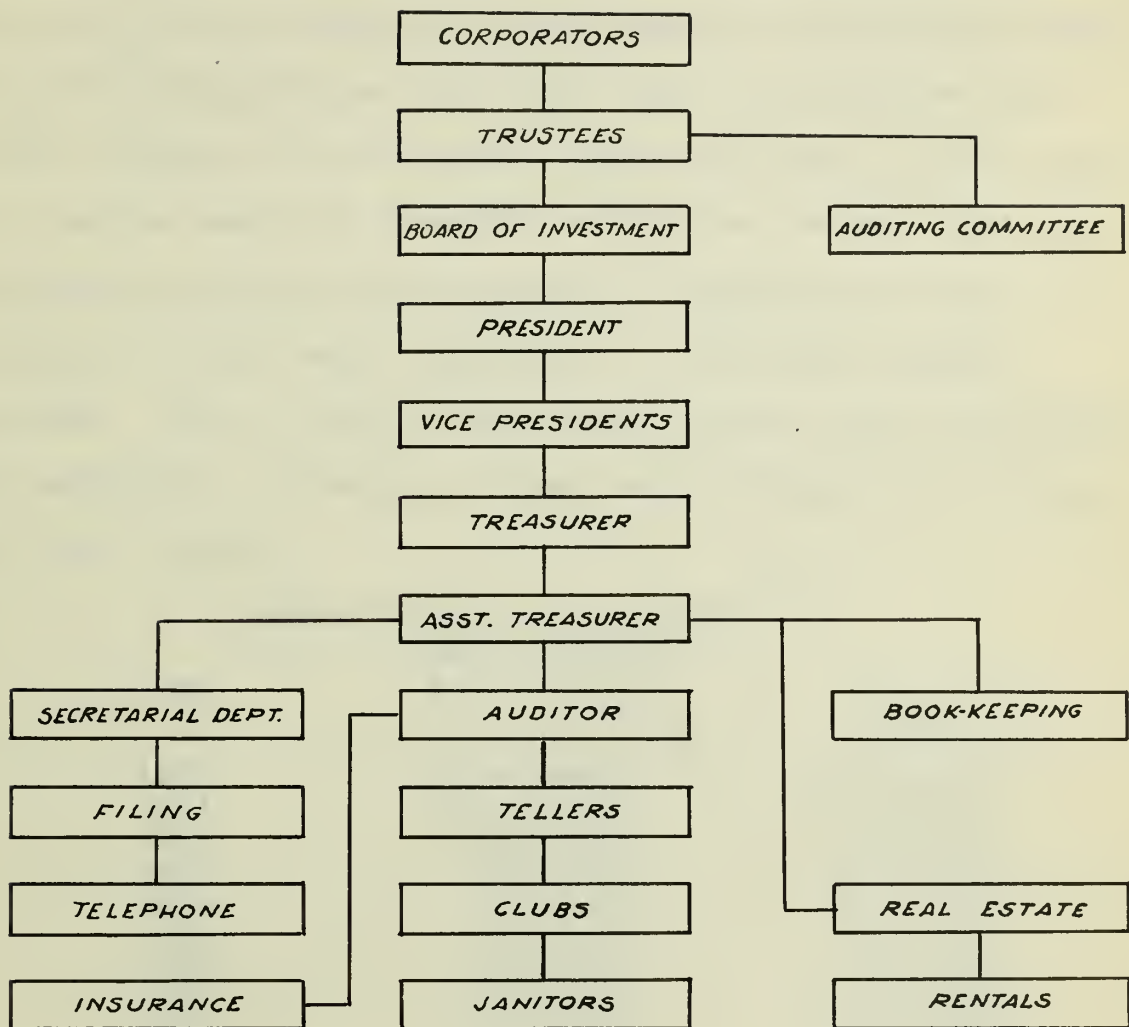 CORPORATORS
TRUSTEES
BOARD OF INVESTMENT
AUDITING COMMITTEE
PRESIDENT
VICE PRESIDENTS
TREASURER
ASST. TREASURER
SECRETARIAL DEPT.
AUDITOR
BOOK-KEEPING
FILING
TELLERS
TELEPHONE
CLUBS
REAL ESTATE
INSURANCE
JANITORS
RENTALS